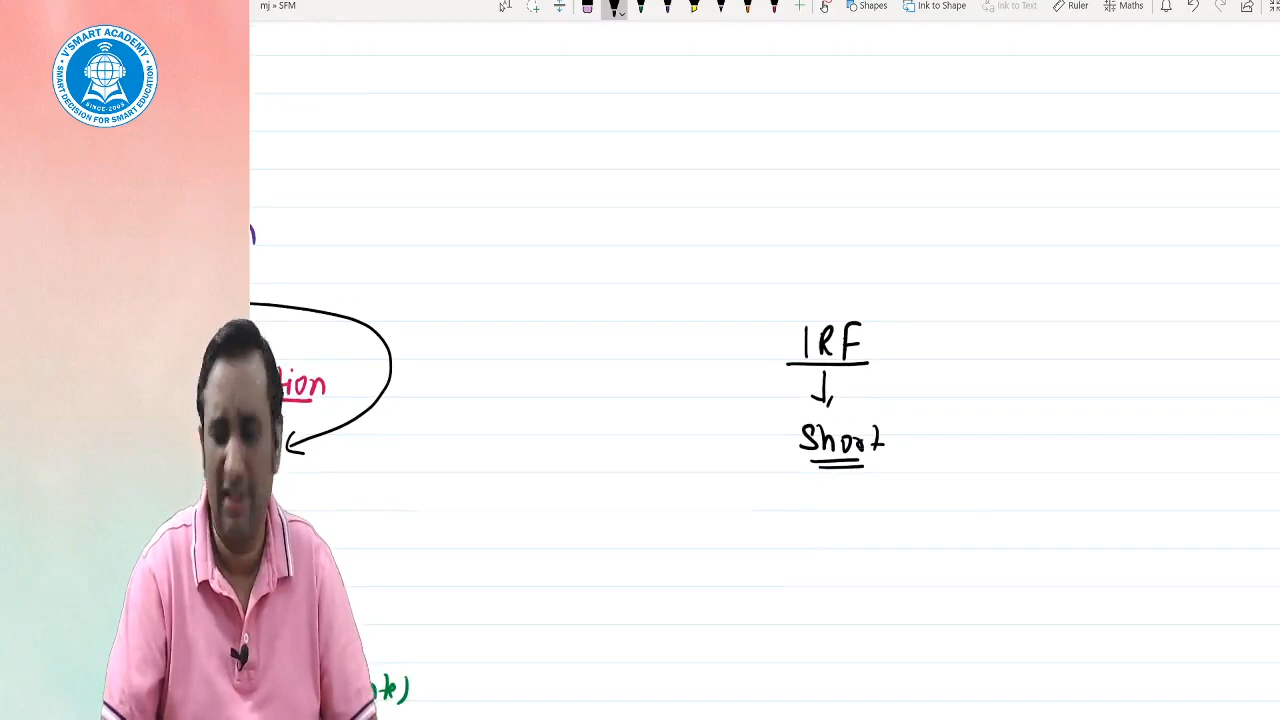 mj » SFM
Shapes
Ink to Shape
Ink to Text
Ruler
Maths
V'SMART ACADEMY
SINCE-2005
SMART DECISION FOR SMART EDUCATION
IRF
Short